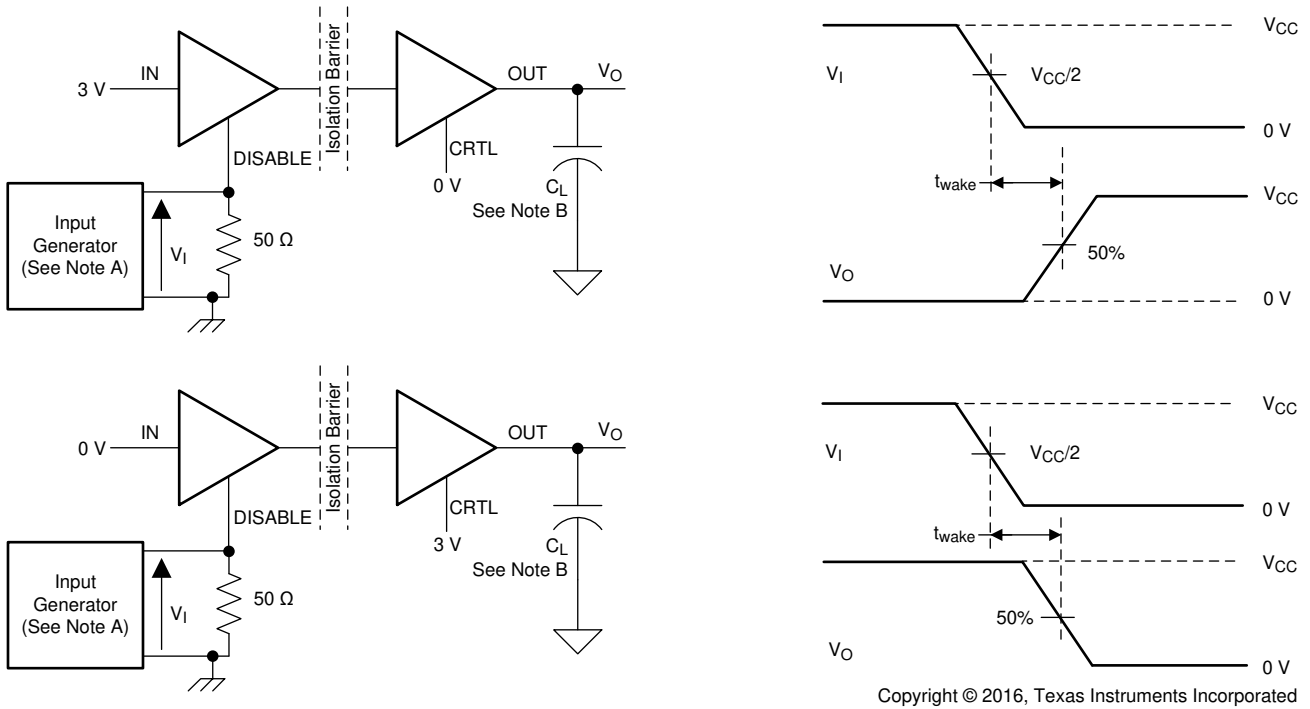 3 V
IN
DISABLE
Isolation Barrier
OUT
V_O
CRTL
0 V
C_L
See Note B
Input
Generator
(See Note A)
V_I
50 Ω
V_CC
V_I
V_CC/2
0 V
t_wake
V_CC
50%
V_O
0 V
0 V
IN
DISABLE
Isolation Barrier
OUT
V_O
CRTL
3 V
C_L
See Note B
Input
Generator
(See Note A)
V_I
50 Ω
V_CC
V_I
V_CC/2
0 V
t_wake
V_CC
50%
V_O
0 V
Copyright © 2016, Texas Instruments Incorporated